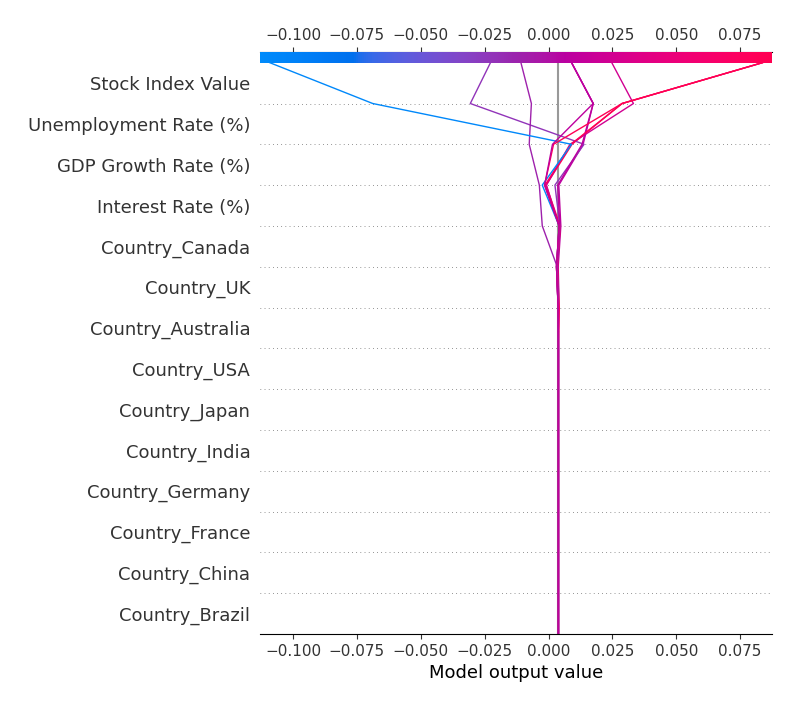 −0.100 −0.075 −0.050 −0.025 0.000 0.025 0.050 0.075
Stock Index Value
Unemployment Rate (%)
GDP Growth Rate (%)
Interest Rate (%)
Country_Canada
Country_UK
Country_Australia
Country_USA
Country_Japan
Country_India
Country_Germany
Country_France
Country_China
Country_Brazil
−0.100 −0.075 −0.050 −0.025 0.000 0.025 0.050 0.075
Model output value